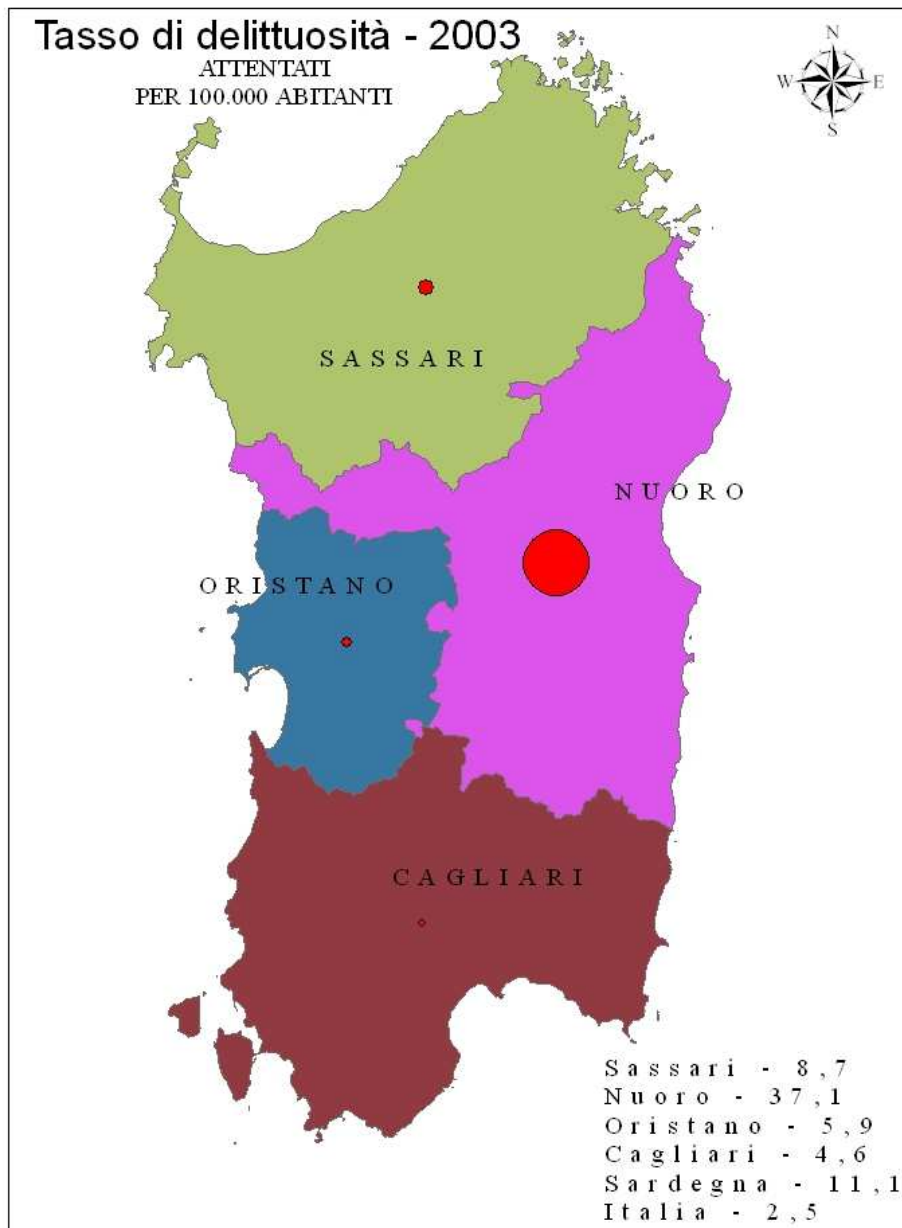 Tasso di delittuosità - 2003
ATTENTATI
PER 100.000 ABITANTI
N
W E
S
SASSARI
NUORO
ORISTANO
CAGLIARI
Sassari - 8,7
Nuoro - 37,1
Oristano - 5,9
Cagliari - 4,6
Sardegna - 11,1
Italia - 2,5